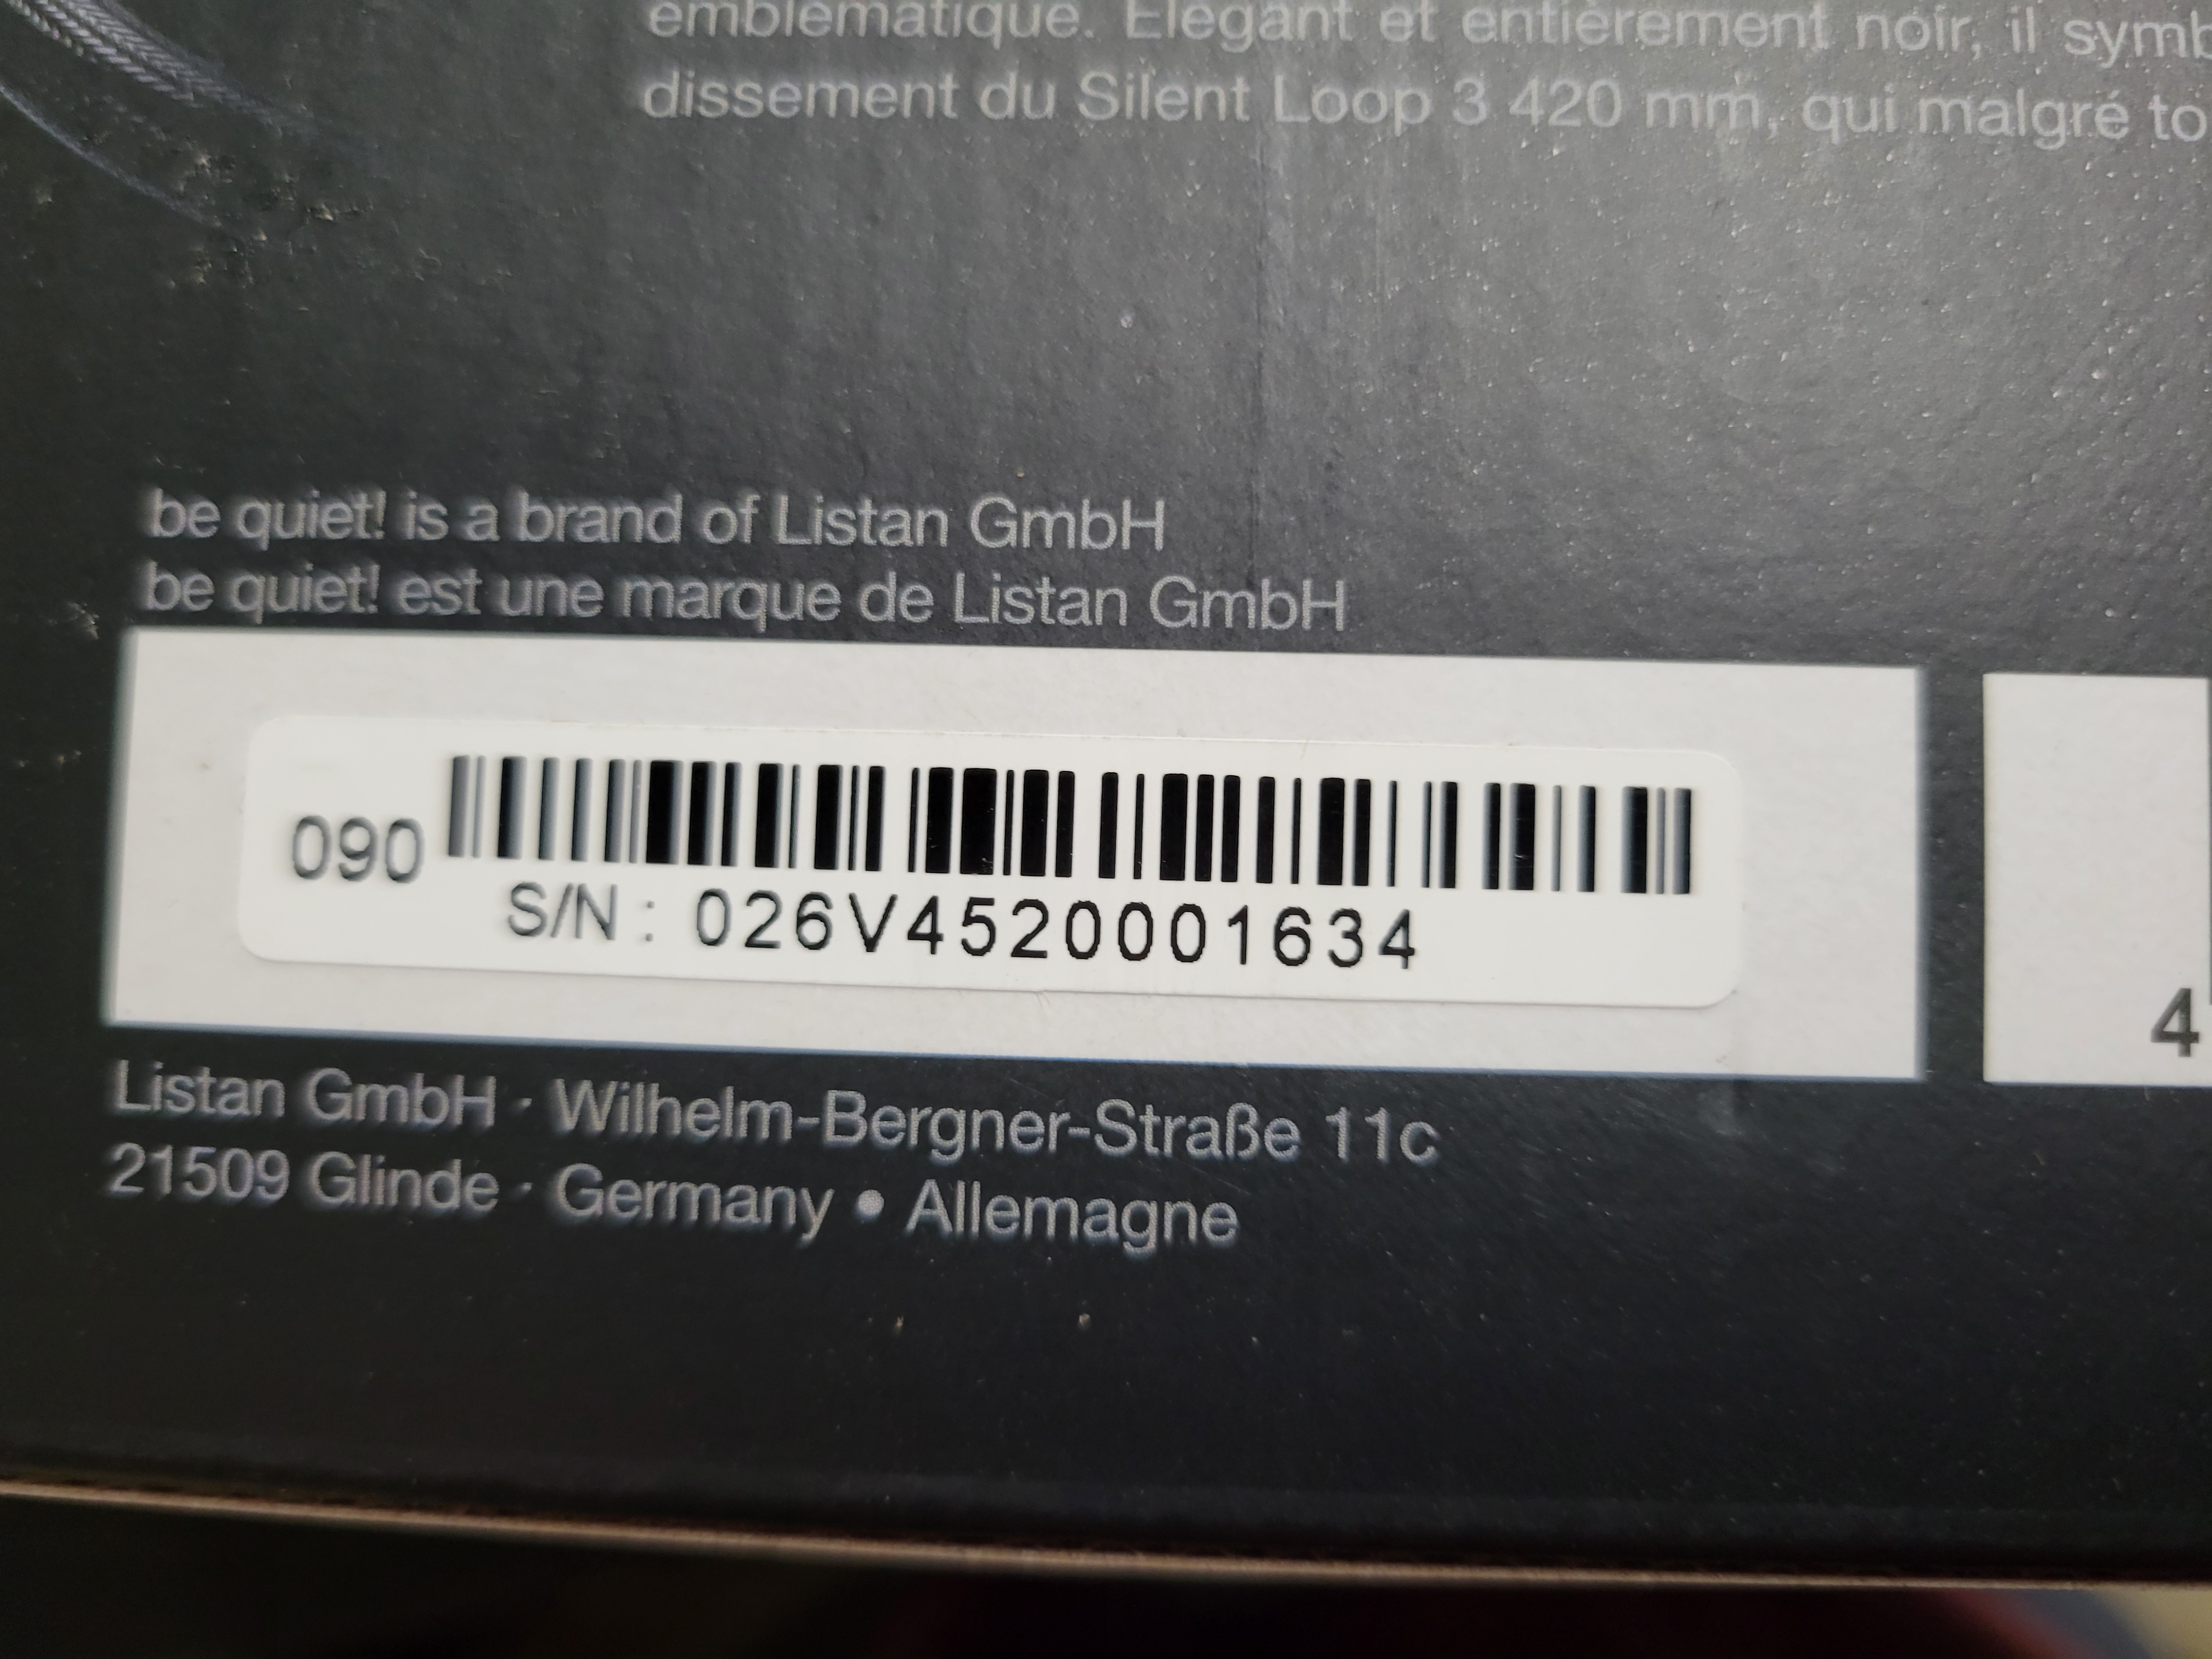 emblématique. Élégant et entièrement noir, il symb
dissement du Silent Loop 3 420 mm, qui malgré to
be quiet! is a brand of Listan GmbH
be quiet! est une marque de Listan GmbH
090
S/N : 026V4520001634
4
Listan GmbH · Wilhelm-Bergner-Straße 11c
21509 Glinde · Germany • Allemagne